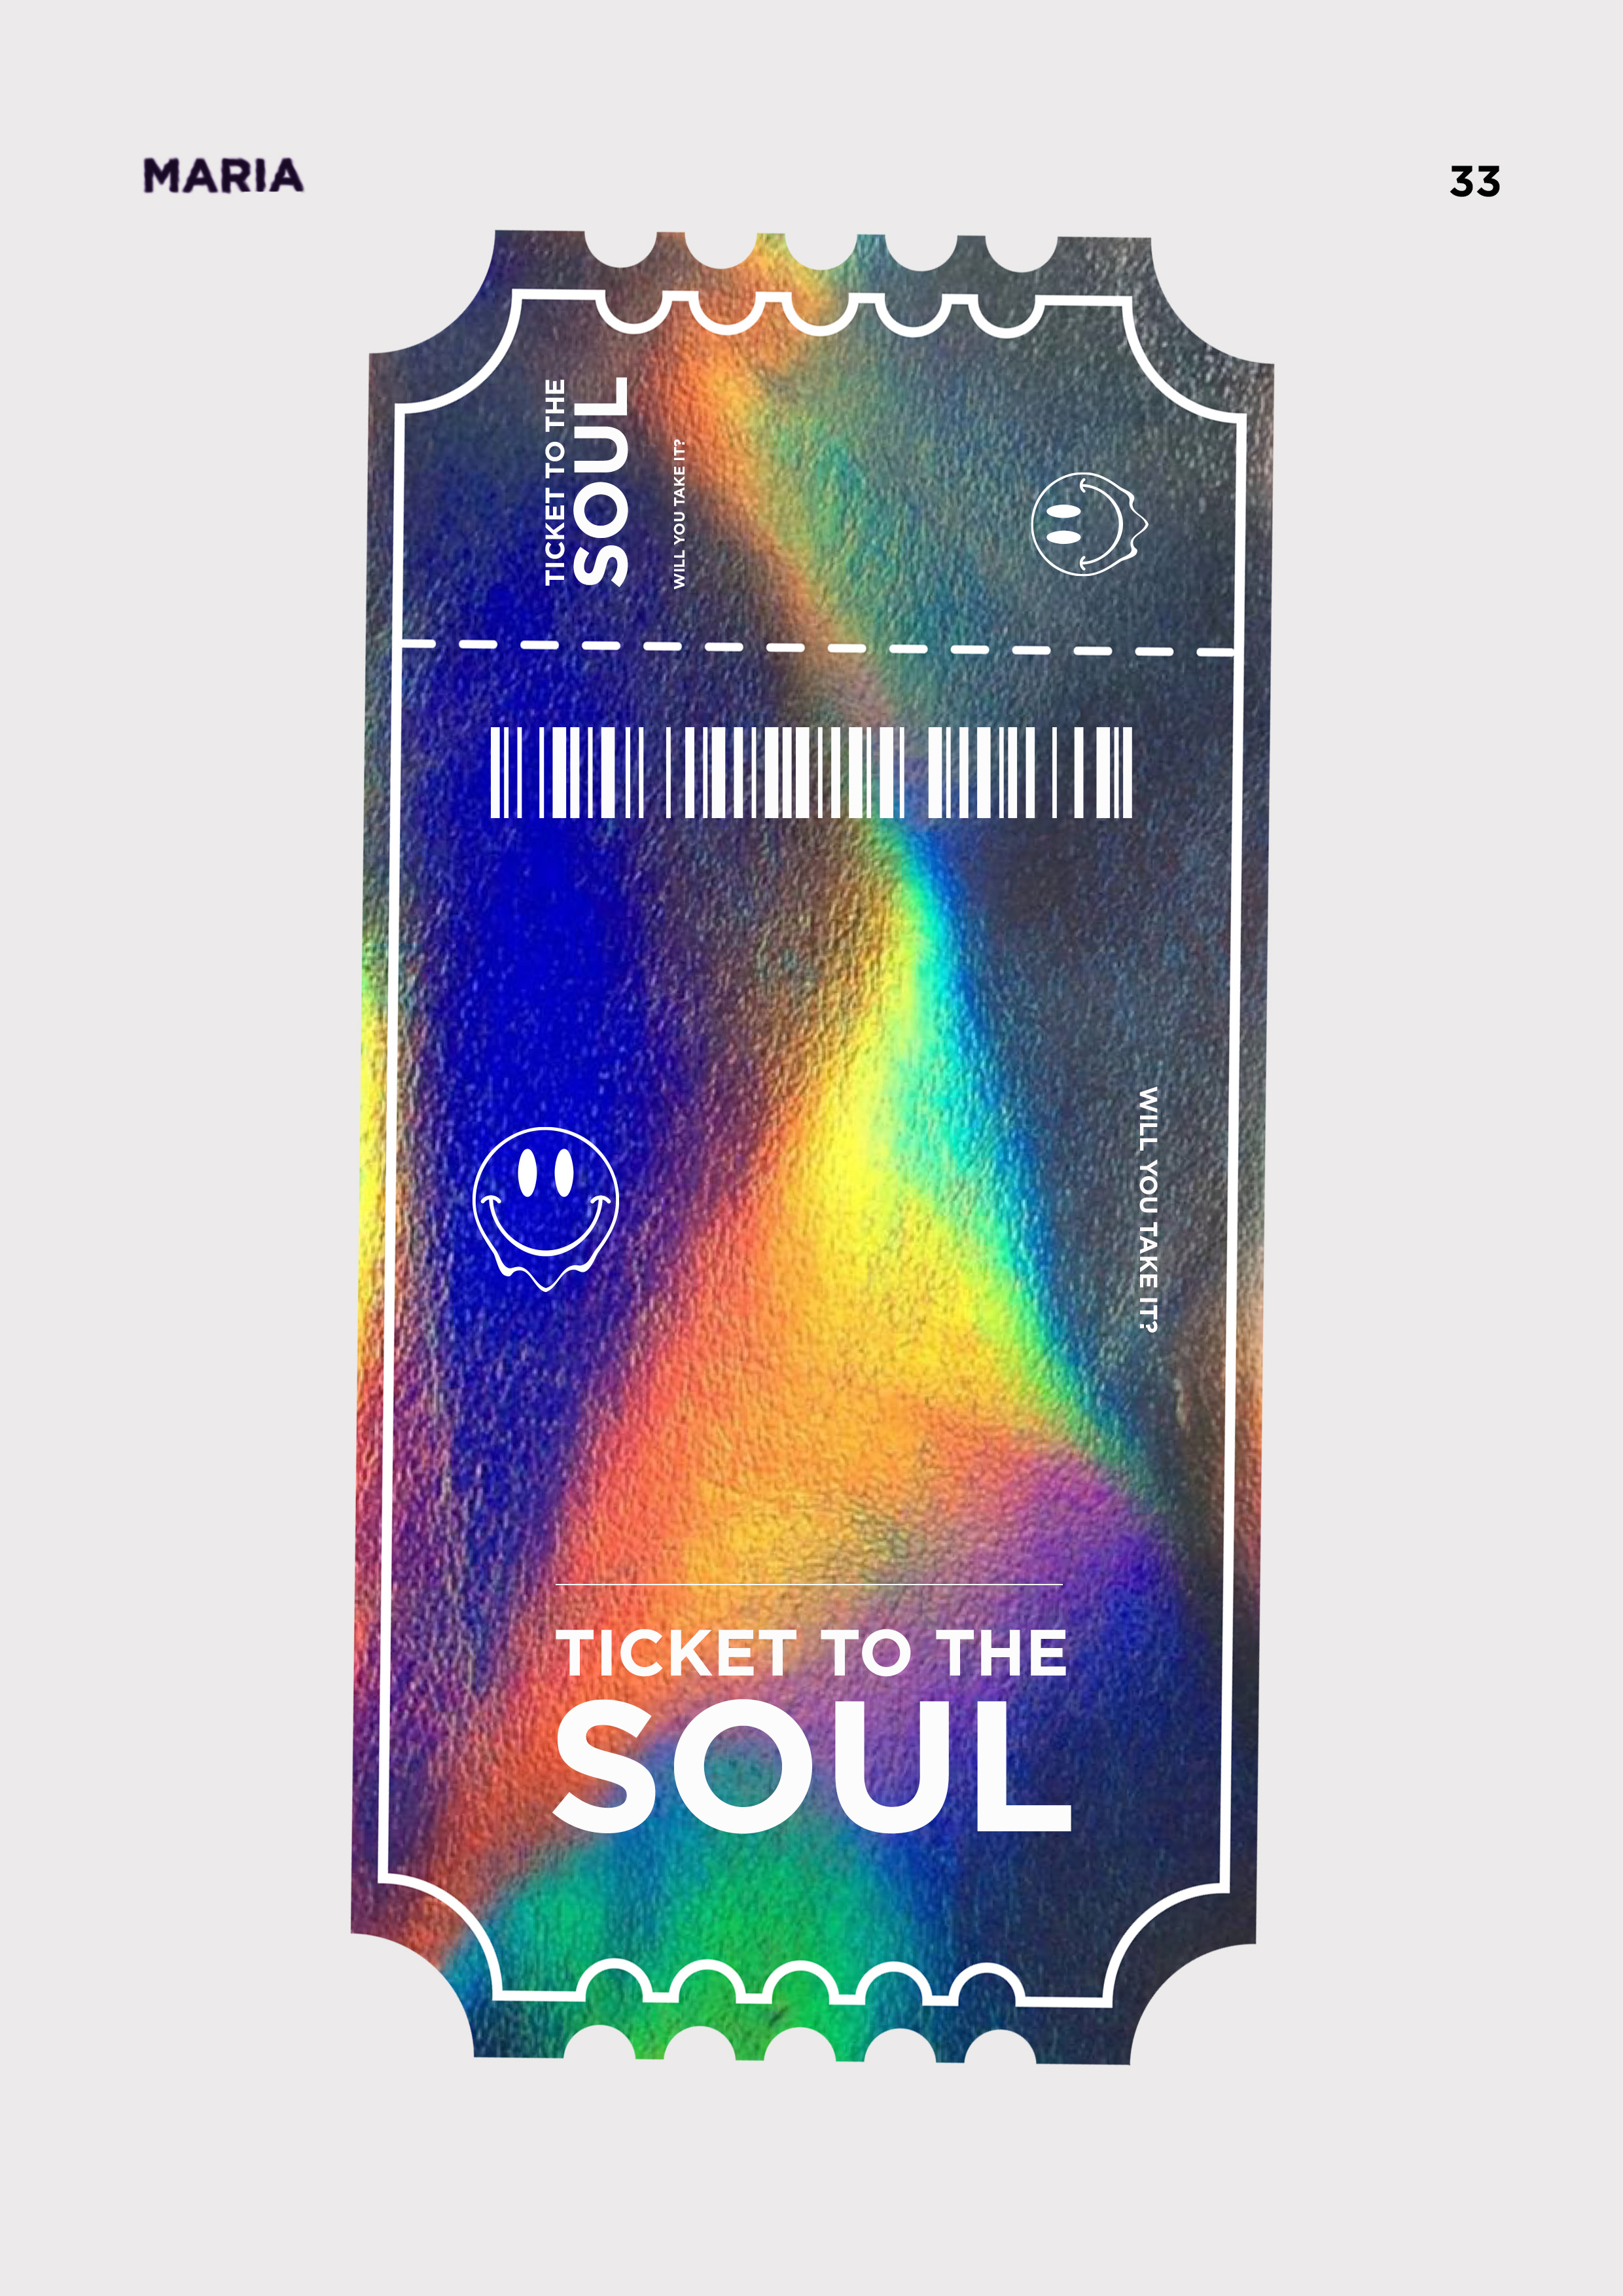 MARIA
33
TICKET TO THE
SOUL
WILL YOU TAKE IT?
WILL YOU TAKE IT?
TICKET TO THE
SOUL